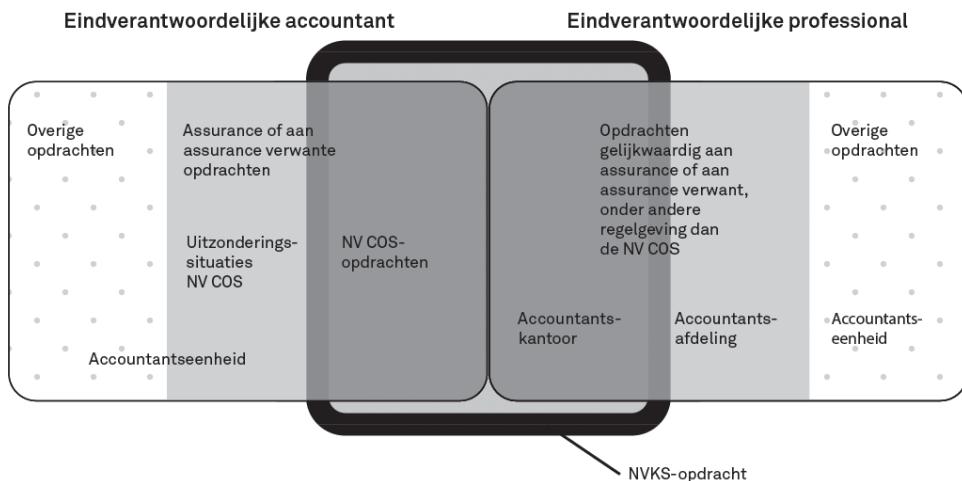 Eindverantwoordelijke accountant
Eindverantwoordelijke professional
Overige
opdrachten
Assurance of aan
assurance verwante
opdrachten
Uitzonderings-
situaties
NV COS
NV COS-
opdrachten
Accountantseenheid
Opdrachten
gelijkwaardig aan
assurance of aan
assurance verwant,
onder andere
regelgeving dan
de NV COS
Accountants-
kantoor
Accountants-
afdeling
Overige
opdrachten
Accountants-
eenheid
NVKS-opdracht